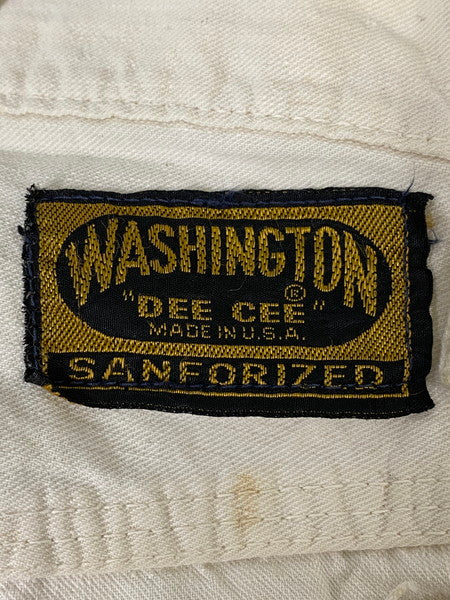 WASHINGTON
"DEE CEE"®
MADE IN U.S.A.
SANFORIZED